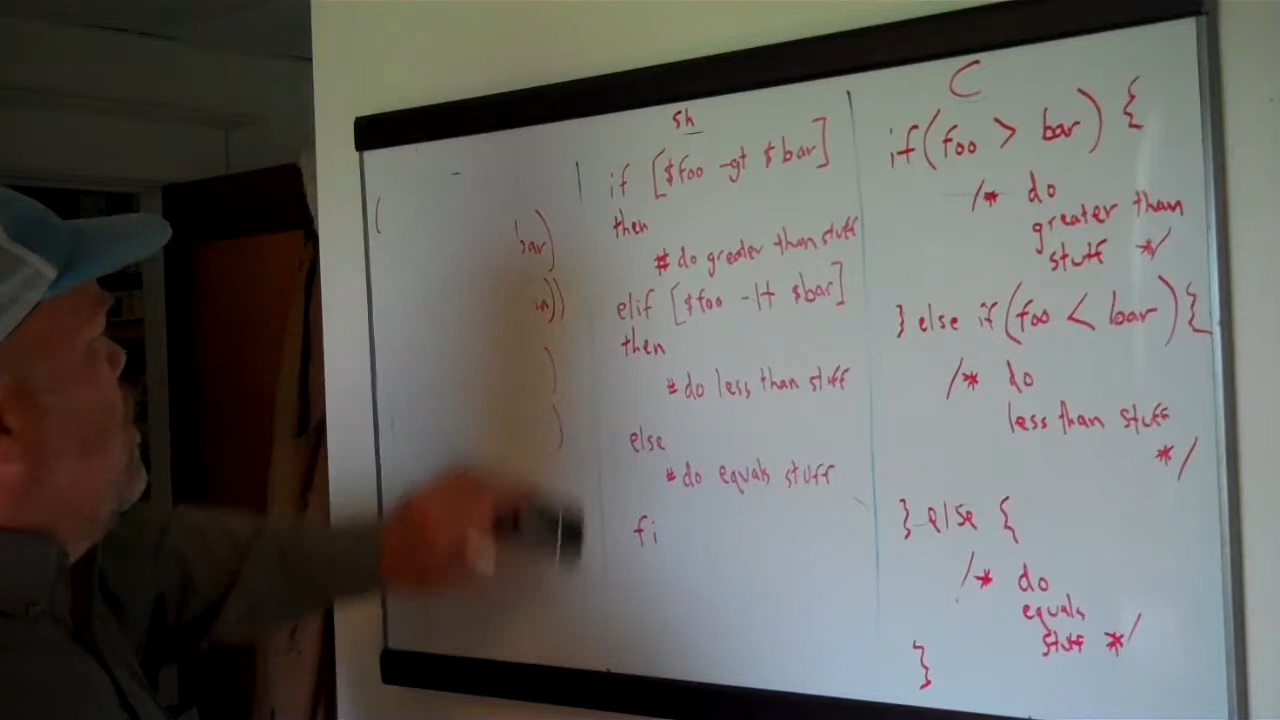 (
bar)
))
)
)
sh
if [$foo -gt $bar]
then
# do greater than stuff
elif [$foo -lt $bar]
then
# do less than stuff
else
# do equals stuff
fi
C
if(foo > bar) {
/* do
greater than
stuff */
} else if(foo < bar){
/* do
less than stuff
*/
} else {
/* do
equals
stuff */
}